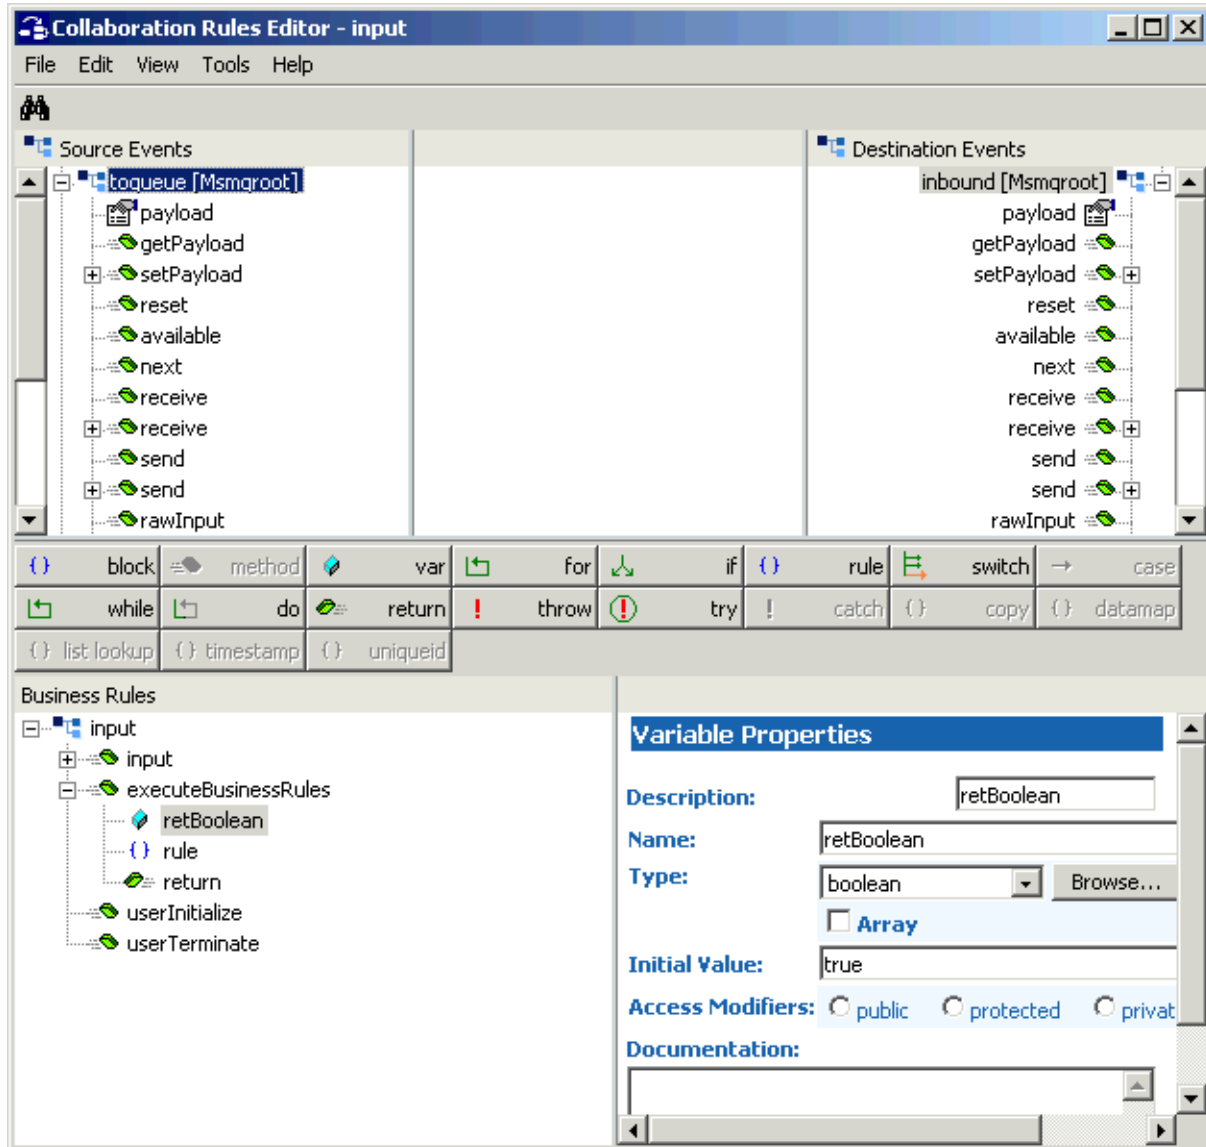 Collaboration Rules Editor - input
File Edit View Tools Help
Source Events
Destination Events
toqueue [Msmqroot]
inbound [Msmqroot]
payload
payload
getPayload
getPayload
setPayload
setPayload
reset
reset
available
available
next
next
receive
receive
receive
receive
send
send
send
send
rawInput
rawInput
{} block method var for if {} rule switch case
while do return ! throw ! try ! catch {} copy {} datamap
{} list lookup {} timestamp {} uniqueid
Business Rules
input
input
executeBusinessRules
retBoolean
{} rule
return
userInitialize
userTerminate
Variable Properties
Description: retBoolean
Name: retBoolean
Type: boolean Browse...
Array
Initial Value: true
Access Modifiers: public protected privat
Documentation: